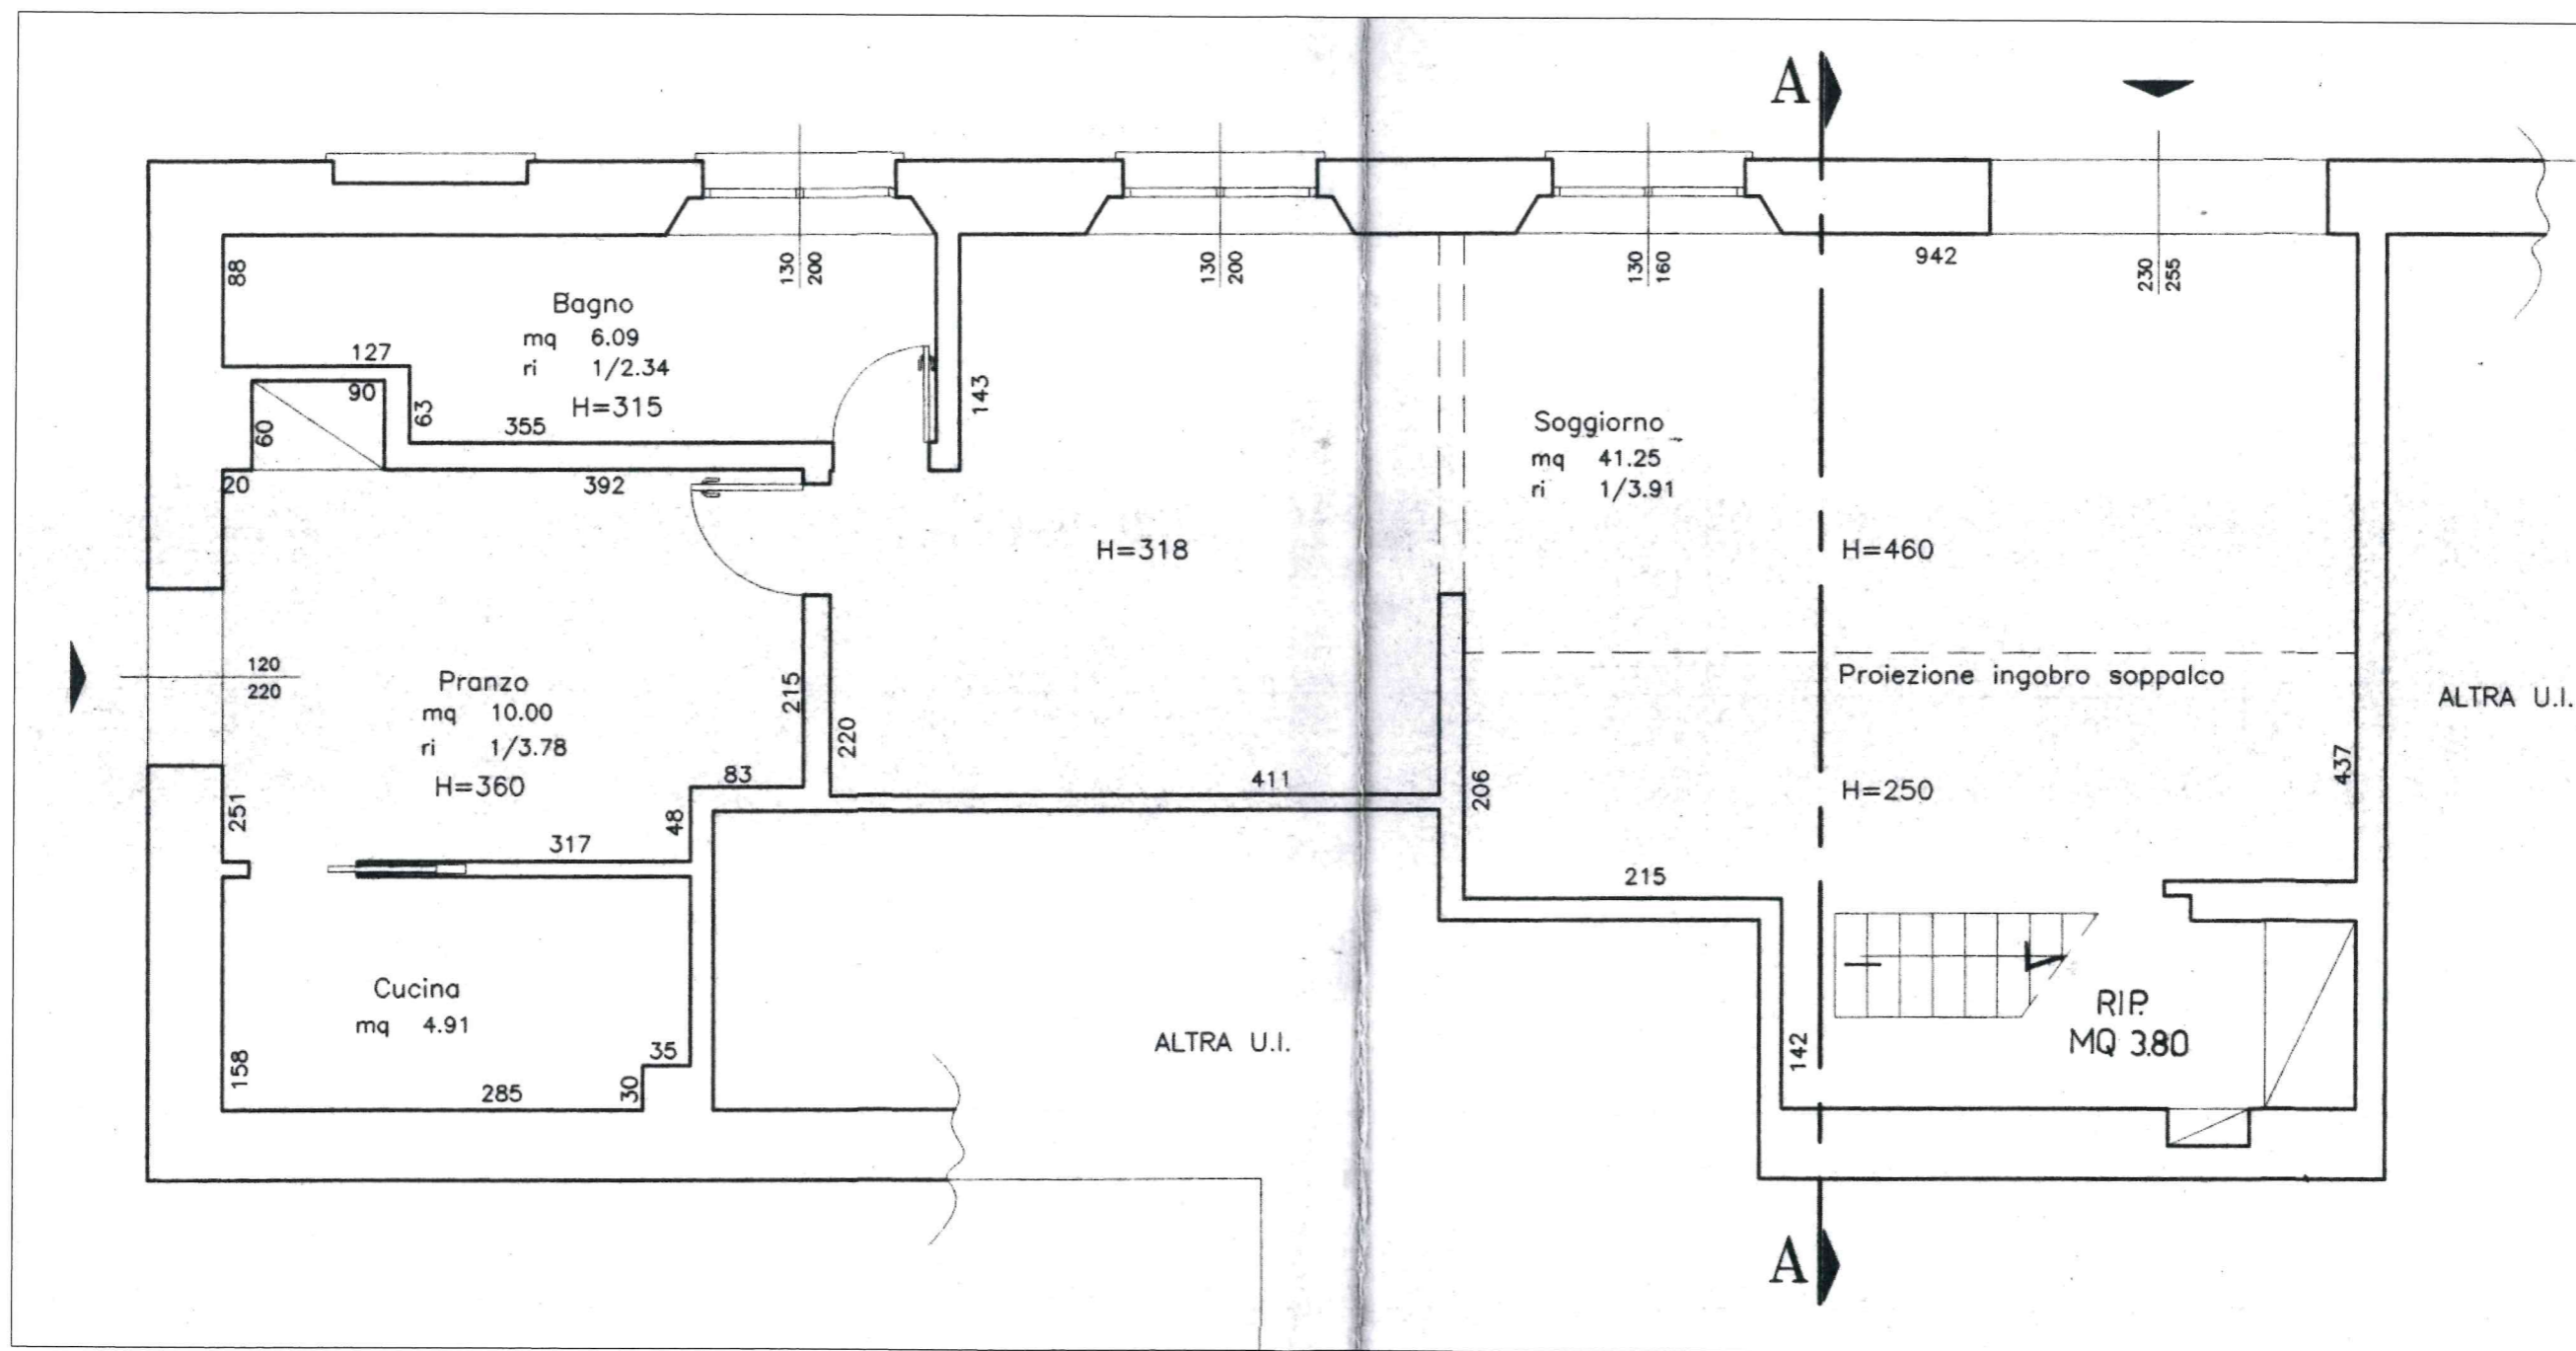 A
942
88
130
200
130
200
130
160
230
255
Bagno
mq 6.09
ri 1/2.34
H=315
127
90
63
60
355
143
20
392
Soggiorno
mq 41.25
ri 1/3.91
H=318
H=460
120
220
Pranzo
mq 10.00
ri 1/3.78
H=360
215
220
Proiezione ingobro soppalco
ALTRA U.I.
83
411
206
H=250
437
251
48
317
215
Cucina
mq 4.91
158
285
35
30
ALTRA U.I.
142
RIP.
MQ 3.80
A